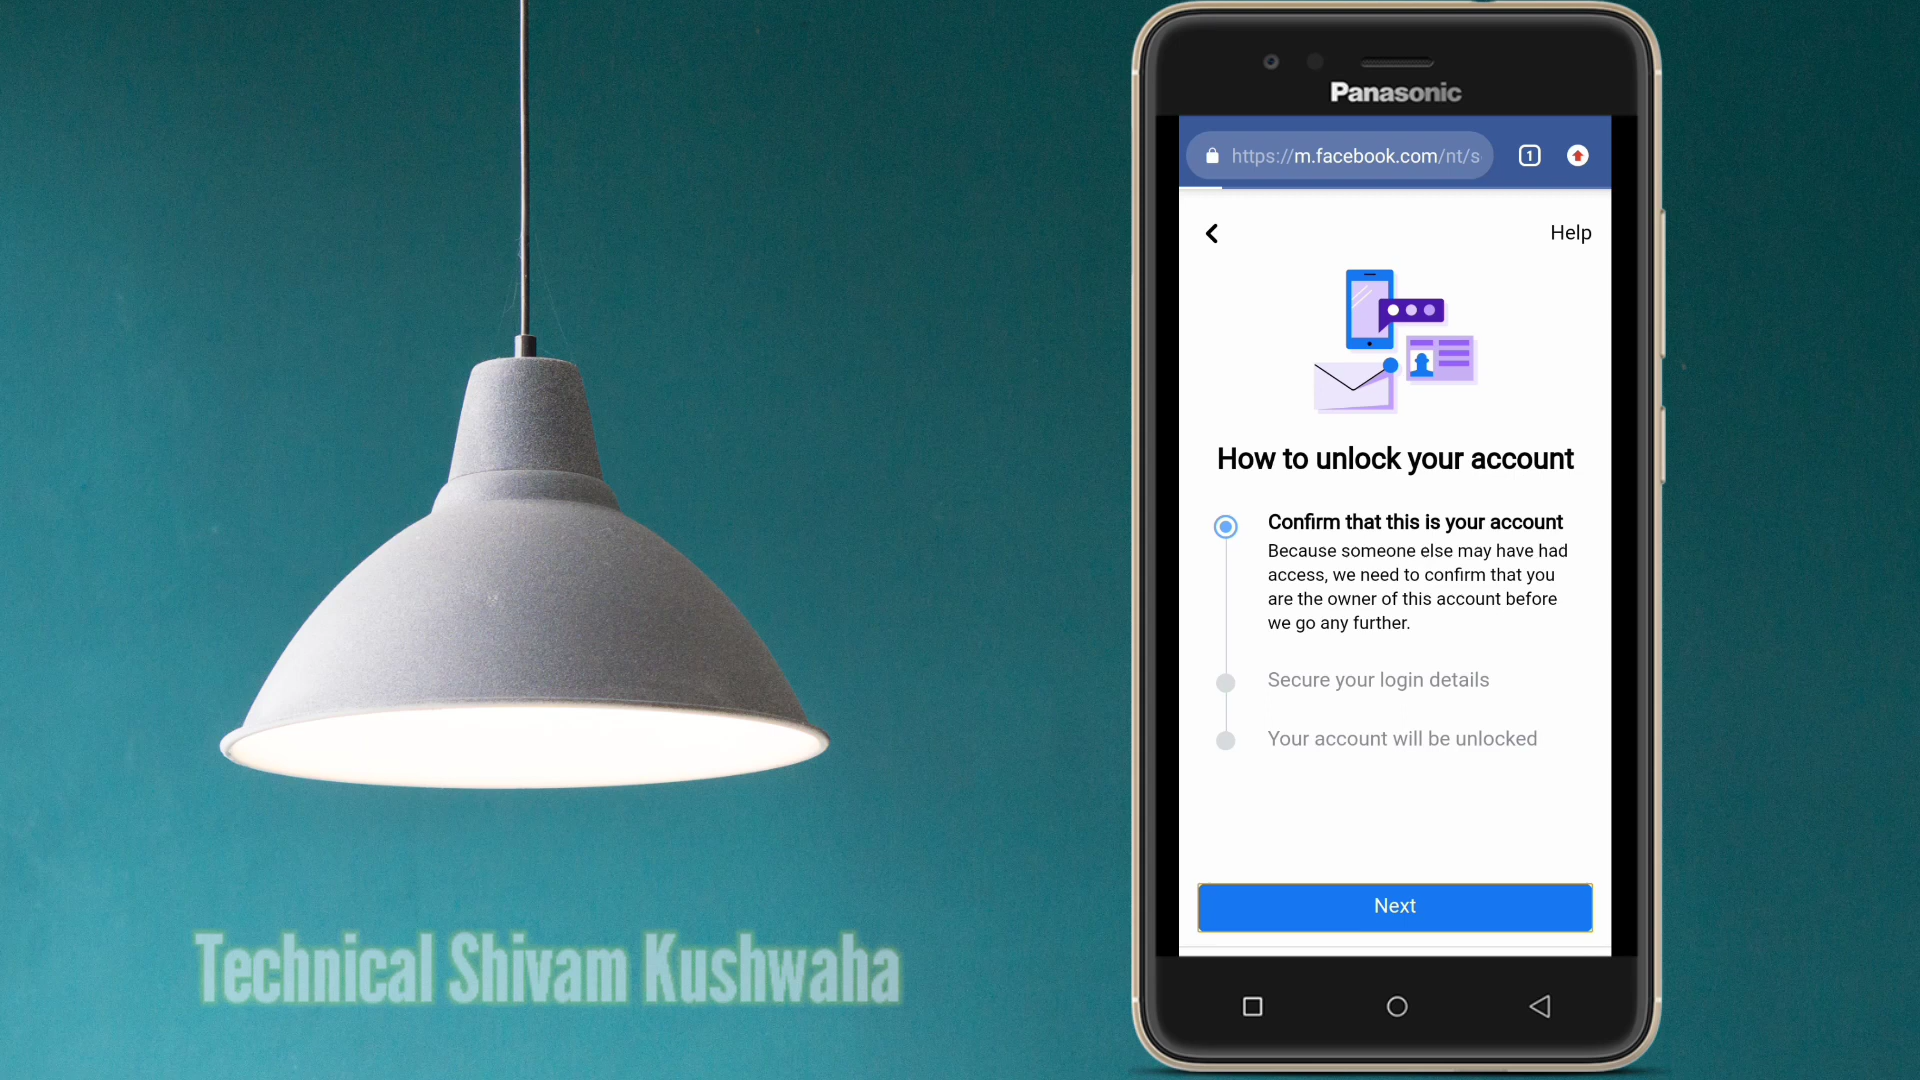 Panasonic
https://m.facebook.com/nt/s
1
Help
How to unlock your account
Confirm that this is your account
Because someone else may have had
access, we need to confirm that you
are the owner of this account before
we go any further.
Secure your login details
Your account will be unlocked
Next
Technical Shivam Kushwaha